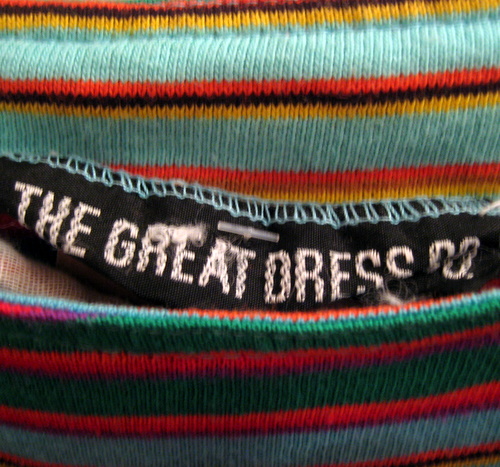 THE GREAT DRESS CO.